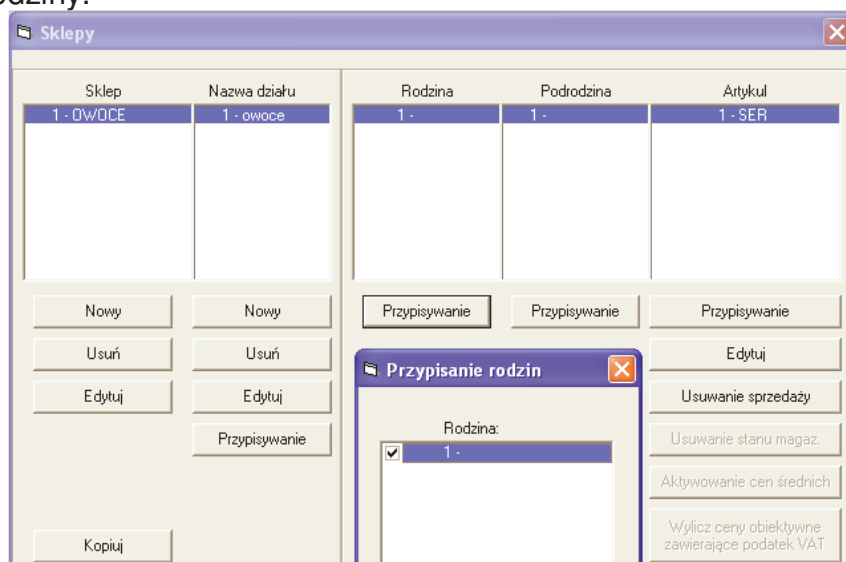 odziny:
Sklepy
Sklep Nazwa działu Rodzina Podrodzina Artykul
1 - OWOCE 1 - owoce 1 - 1 - 1 - SER
Nowy Nowy Przypisywanie Przypisywanie Przypisywanie
Usuń Usuń Edytuj
Przypisanie rodzin
Edytuj Edytuj Usuwanie sprzedaży
Rodzina:
Przypisywanie Usuwanie stanu magaz.
1 -
Aktywowanie cen średnich
Wylicz ceny obiektywne
zawierające podatek VAT
Kopiuj